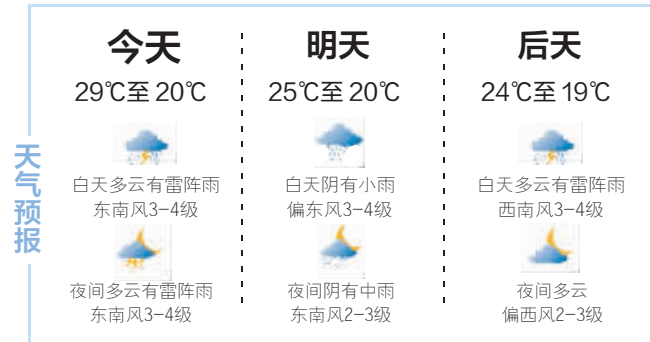 天气预报
今天
29℃至20℃
白天多云有雷阵雨
东南风3-4级
夜间多云有雷阵雨
东南风3-4级
明天
25℃至20℃
白天阴有小雨
偏东风3-4级
夜间阴有中雨
东南风2-3级
后天
24℃至19℃
白天多云有雷阵雨
西南风3-4级
夜间多云
偏西风2-3级